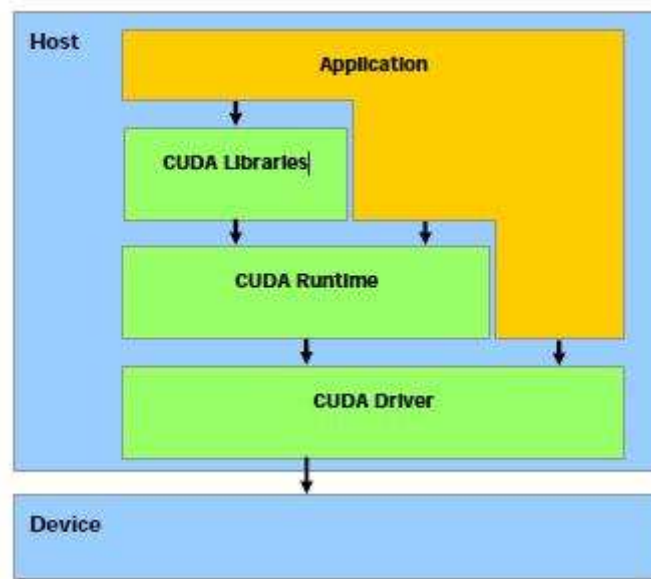 Host
Application
CUDA Libraries
CUDA Runtime
CUDA Driver
Device